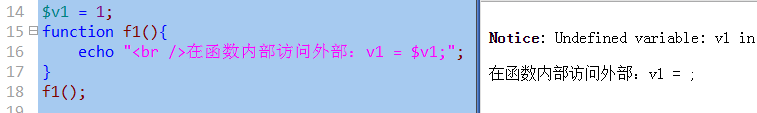 14 $v1 = 1;
15 function f1(){
16 echo "<br />在函数内部访问外部：v1 = $v1;";
17 }
18 f1();
19
Notice: Undefined variable: v1 in
在函数内部访问外部：v1 = ;